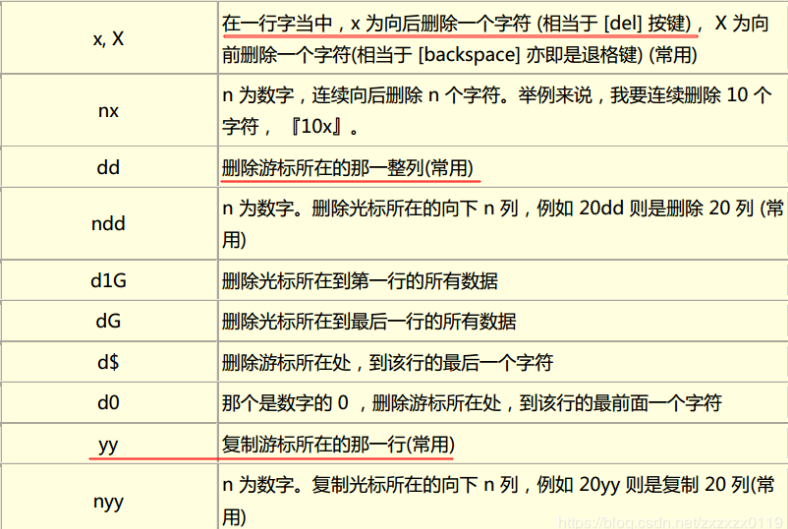 x, X
在一行字当中，x 为向后删除一个字符 (相当于 [del] 按键)， X 为向
前删除一个字符(相当于 [backspace] 亦即是退格键) (常用)
nx
n 为数字，连续向后删除 n 个字符。举例来说，我要连续删除 10 个
字符， 『10x』。
dd
删除游标所在的那一整列(常用)
ndd
n 为数字。删除光标所在的向下 n 列，例如 20dd 则是删除 20 列 (常
用)
d1G
删除光标所在到第一行的所有数据
dG
删除光标所在到最后一行的所有数据
d$
删除游标所在处，到该行的最后一个字符
d0
那个是数字的 0 ，删除游标所在处，到该行的最前面一个字符
yy
复制游标所在的那一行(常用)
nyy
n 为数字。复制光标所在的向下 n 列，例如 20yy 则是复制 20 列(常
用)
https://blog.csdn.net/zxzxzx0119